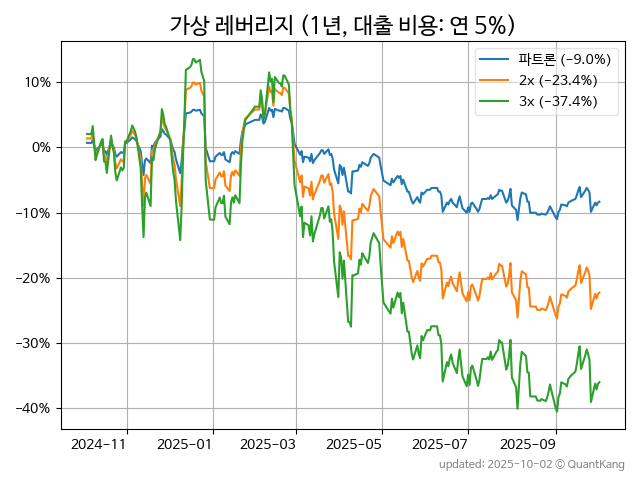 가상 레버리지 (1년, 대출 비용: 연 5%)
파트론 (−9.0%)
2x (−23.4%)
3x (−37.4%)
10%
0%
−10%
−20%
−30%
−40%
2024-11
2025-01
2025-03
2025-05
2025-07
2025-09
updated: 2025-10-02 © QuantKang